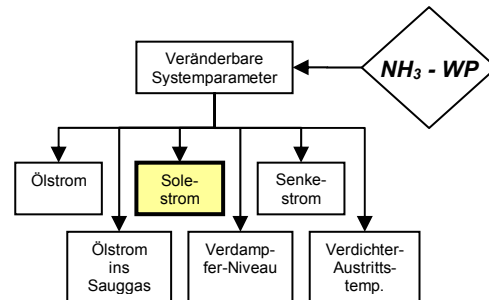 Veränderbare
Systemparameter
NH₃ - WP
Ölstrom
Sole-
strom
Senke-
strom
Ölstrom
ins
Sauggas
Verdamp-
fer-Niveau
Verdichter-
Austritts-
temp.